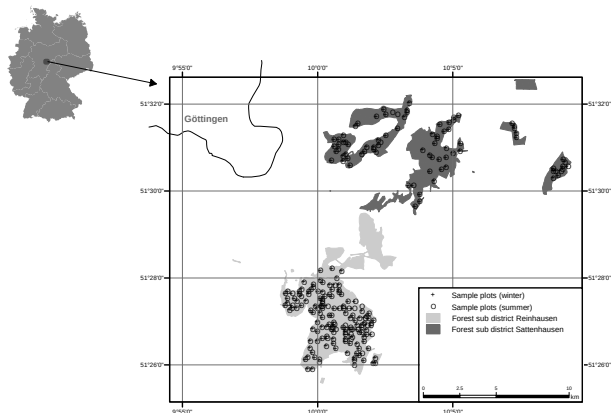 9°55'0" 10°0'0" 10°5'0"
51°32'0" 51°32'0"
Göttingen
51°30'0" 51°30'0"
51°28'0" 51°28'0"
Sample plots (winter)
Sample plots (summer)
Forest sub district Reinhausen
Forest sub district Sattenhausen
51°26'0" 51°26'0"
0 2.5 5 10
km
9°55'0" 10°0'0" 10°5'0"